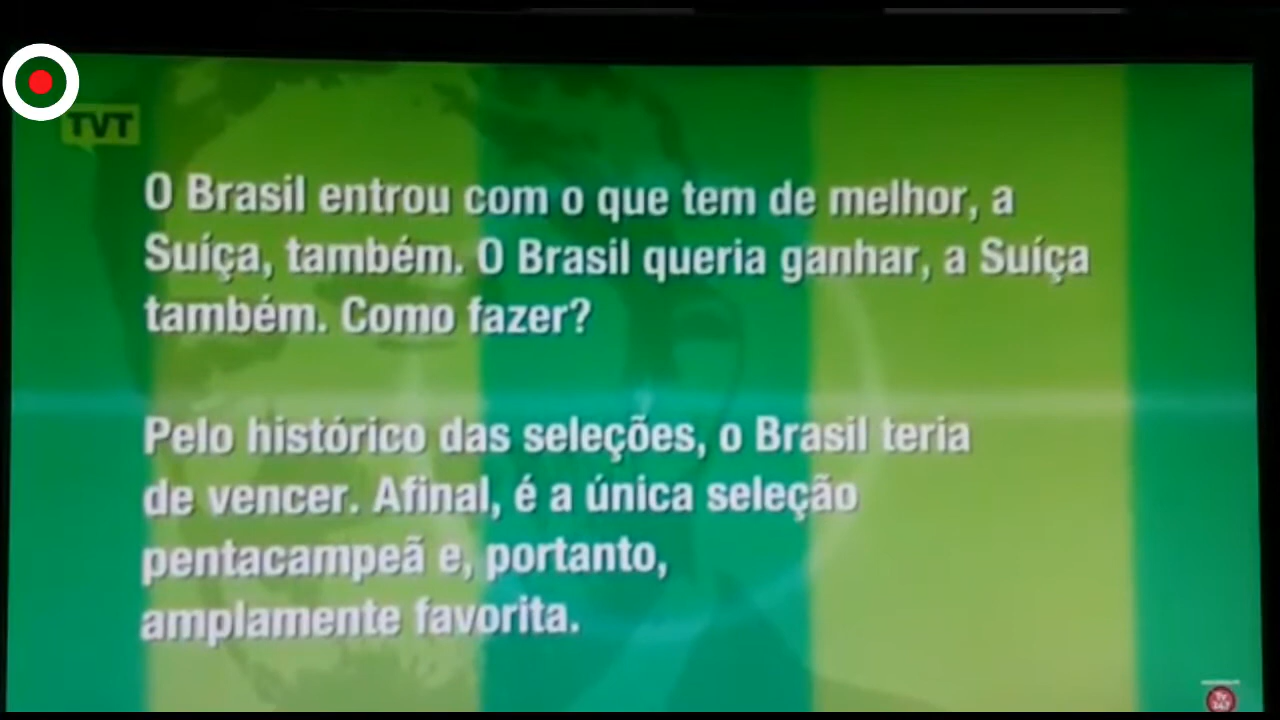 TVT
O Brasil entrou com o que tem de melhor, a
Suíça, também. O Brasil queria ganhar, a Suíça
também. Como fazer?
Pelo histórico das seleções, o Brasil teria
de vencer. Afinal, é a única seleção
pentacampeã e, portanto,
amplamente favorita.